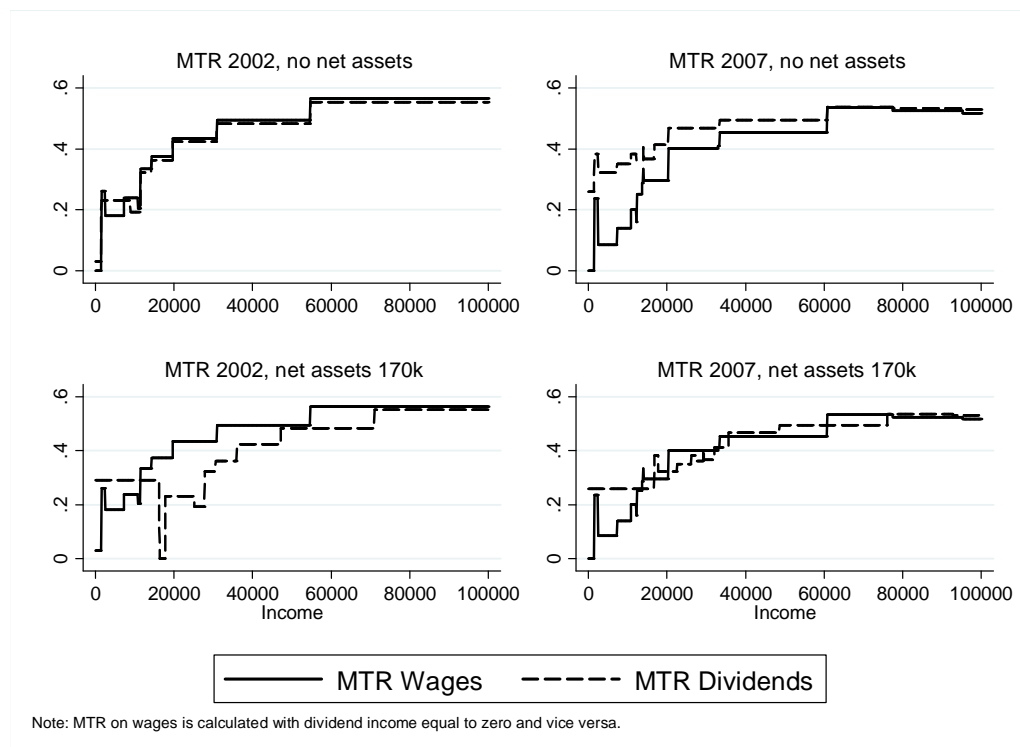 MTR 2002, no net assets
.6
.4
.2
0
0 20000 40000 60000 80000 100000
MTR 2007, no net assets
.6
.4
.2
0
0 20000 40000 60000 80000 100000
MTR 2002, net assets 170k
.6
.4
.2
0
0 20000 40000 60000 80000 100000
Income
MTR 2007, net assets 170k
.6
.4
.2
0
0 20000 40000 60000 80000 100000
Income
MTR Wages MTR Dividends
Note: MTR on wages is calculated with dividend income equal to zero and vice versa.